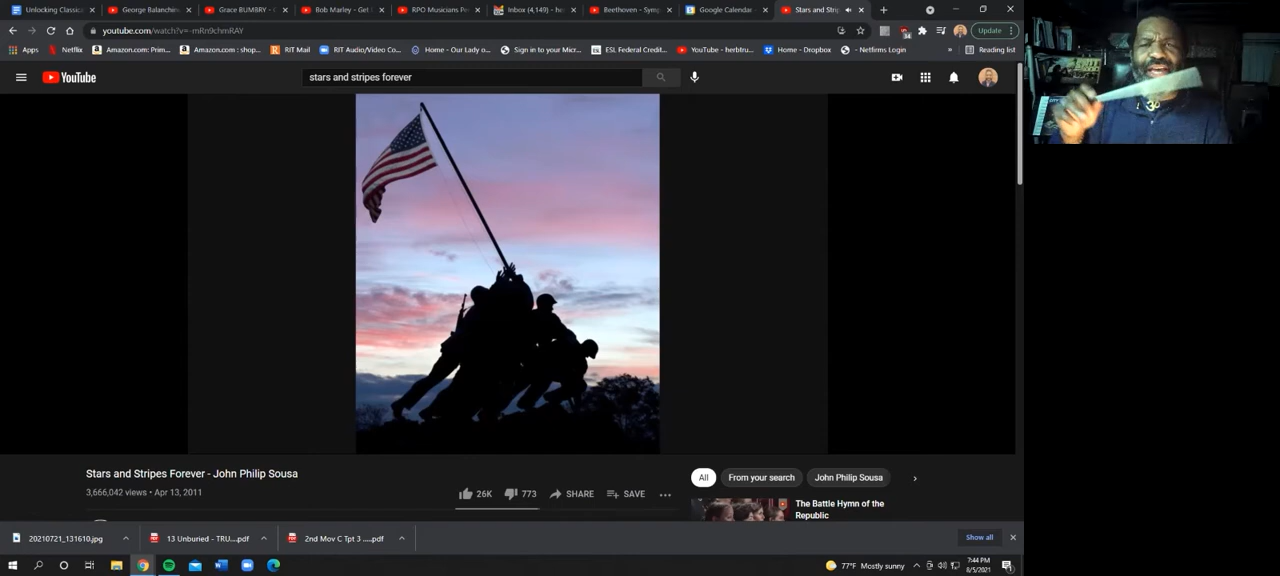 Unlocking Classica
George Balanchine
Grace BUMBRY -
Bob Marley - Get
RPO Musicians Pe
Inbox (4,149) - he
Beethoven - Symp
Google Calendar
Stars and Strip
youtube.com/watch?v=-mRn9chmRAY
Update
Apps
Netflix
Amazon.com: Prim...
Amazon.com : shop...
RIT Mail
RIT Audio/Video Co...
Home - Our Lady o...
Sign in to your Micr...
ESL Federal Credit...
YouTube - herbtru...
Home - Dropbox
- Netfirms Login
»
Reading list
YouTube
stars and stripes forever
Stars and Stripes Forever - John Philip Sousa
3,666,042 views • Apr 13, 2011
26K
773
SHARE
SAVE
All
From your search
John Philip Sousa
The Battle Hymn of the
Republic
20210721_131610.jpg
13 Unburied - TRU....pdf
2nd Mov C Tpt 3 ....pdf
Show all
77°F Mostly sunny
7:44 PM
8/5/2021